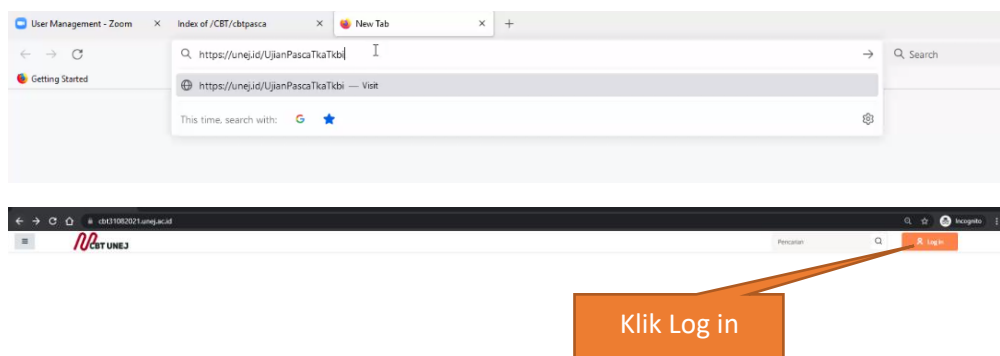 User Management - Zoom Index of /CBT/cbtpasca New Tab
https://unej.id/UjianPascaTkaTkbi Search
Getting Started
https://unej.id/UjianPascaTkaTkbi — Visit
This time, search with: G
cbt31082021.unej.ac.id Incognito
CBT UNEJ Pencarian Log in
Klik Log in